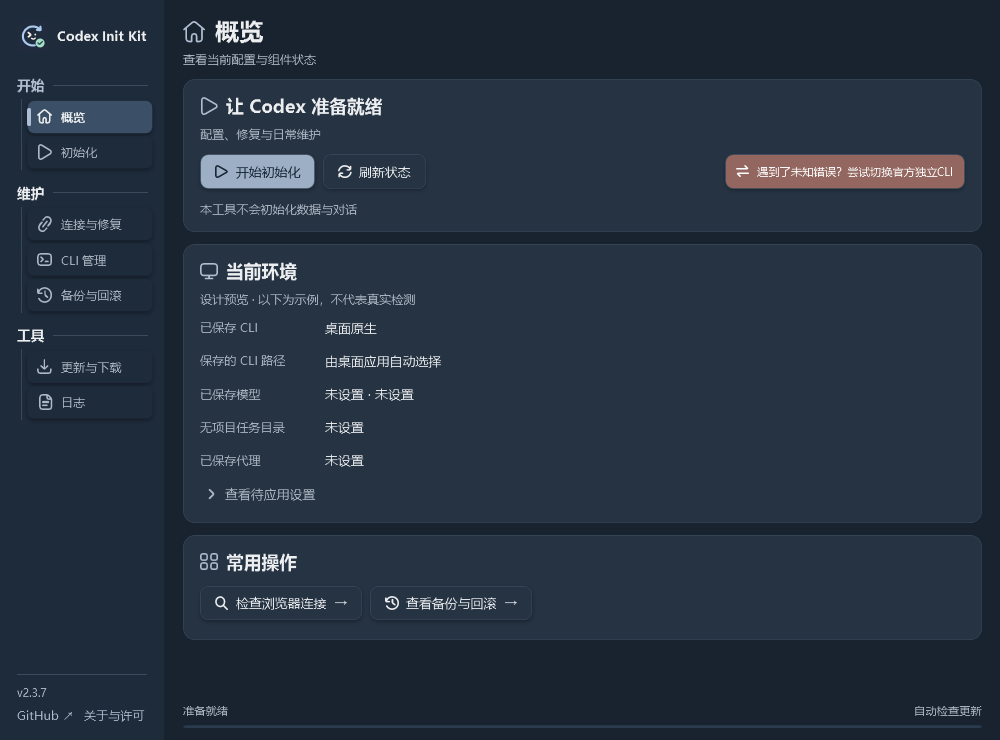 Codex Init Kit
开始
概览
初始化
维护
连接与修复
CLI 管理
备份与回滚
工具
更新与下载
日志
v2.3.7
GitHub ↗ 关于与许可
概览
查看当前配置与组件状态
让 Codex 准备就绪
配置、修复与日常维护
开始初始化 刷新状态 遇到了未知错误？尝试切换官方独立CLI
本工具不会初始化数据与对话
当前环境
设计预览 · 以下为示例，不代表真实检测
已保存 CLI 桌面原生
保存的 CLI 路径 由桌面应用自动选择
已保存模型 未设置 · 未设置
无项目任务目录 未设置
已保存代理 未设置
查看待应用设置
常用操作
检查浏览器连接 → 查看备份与回滚 →
准备就绪 自动检查更新